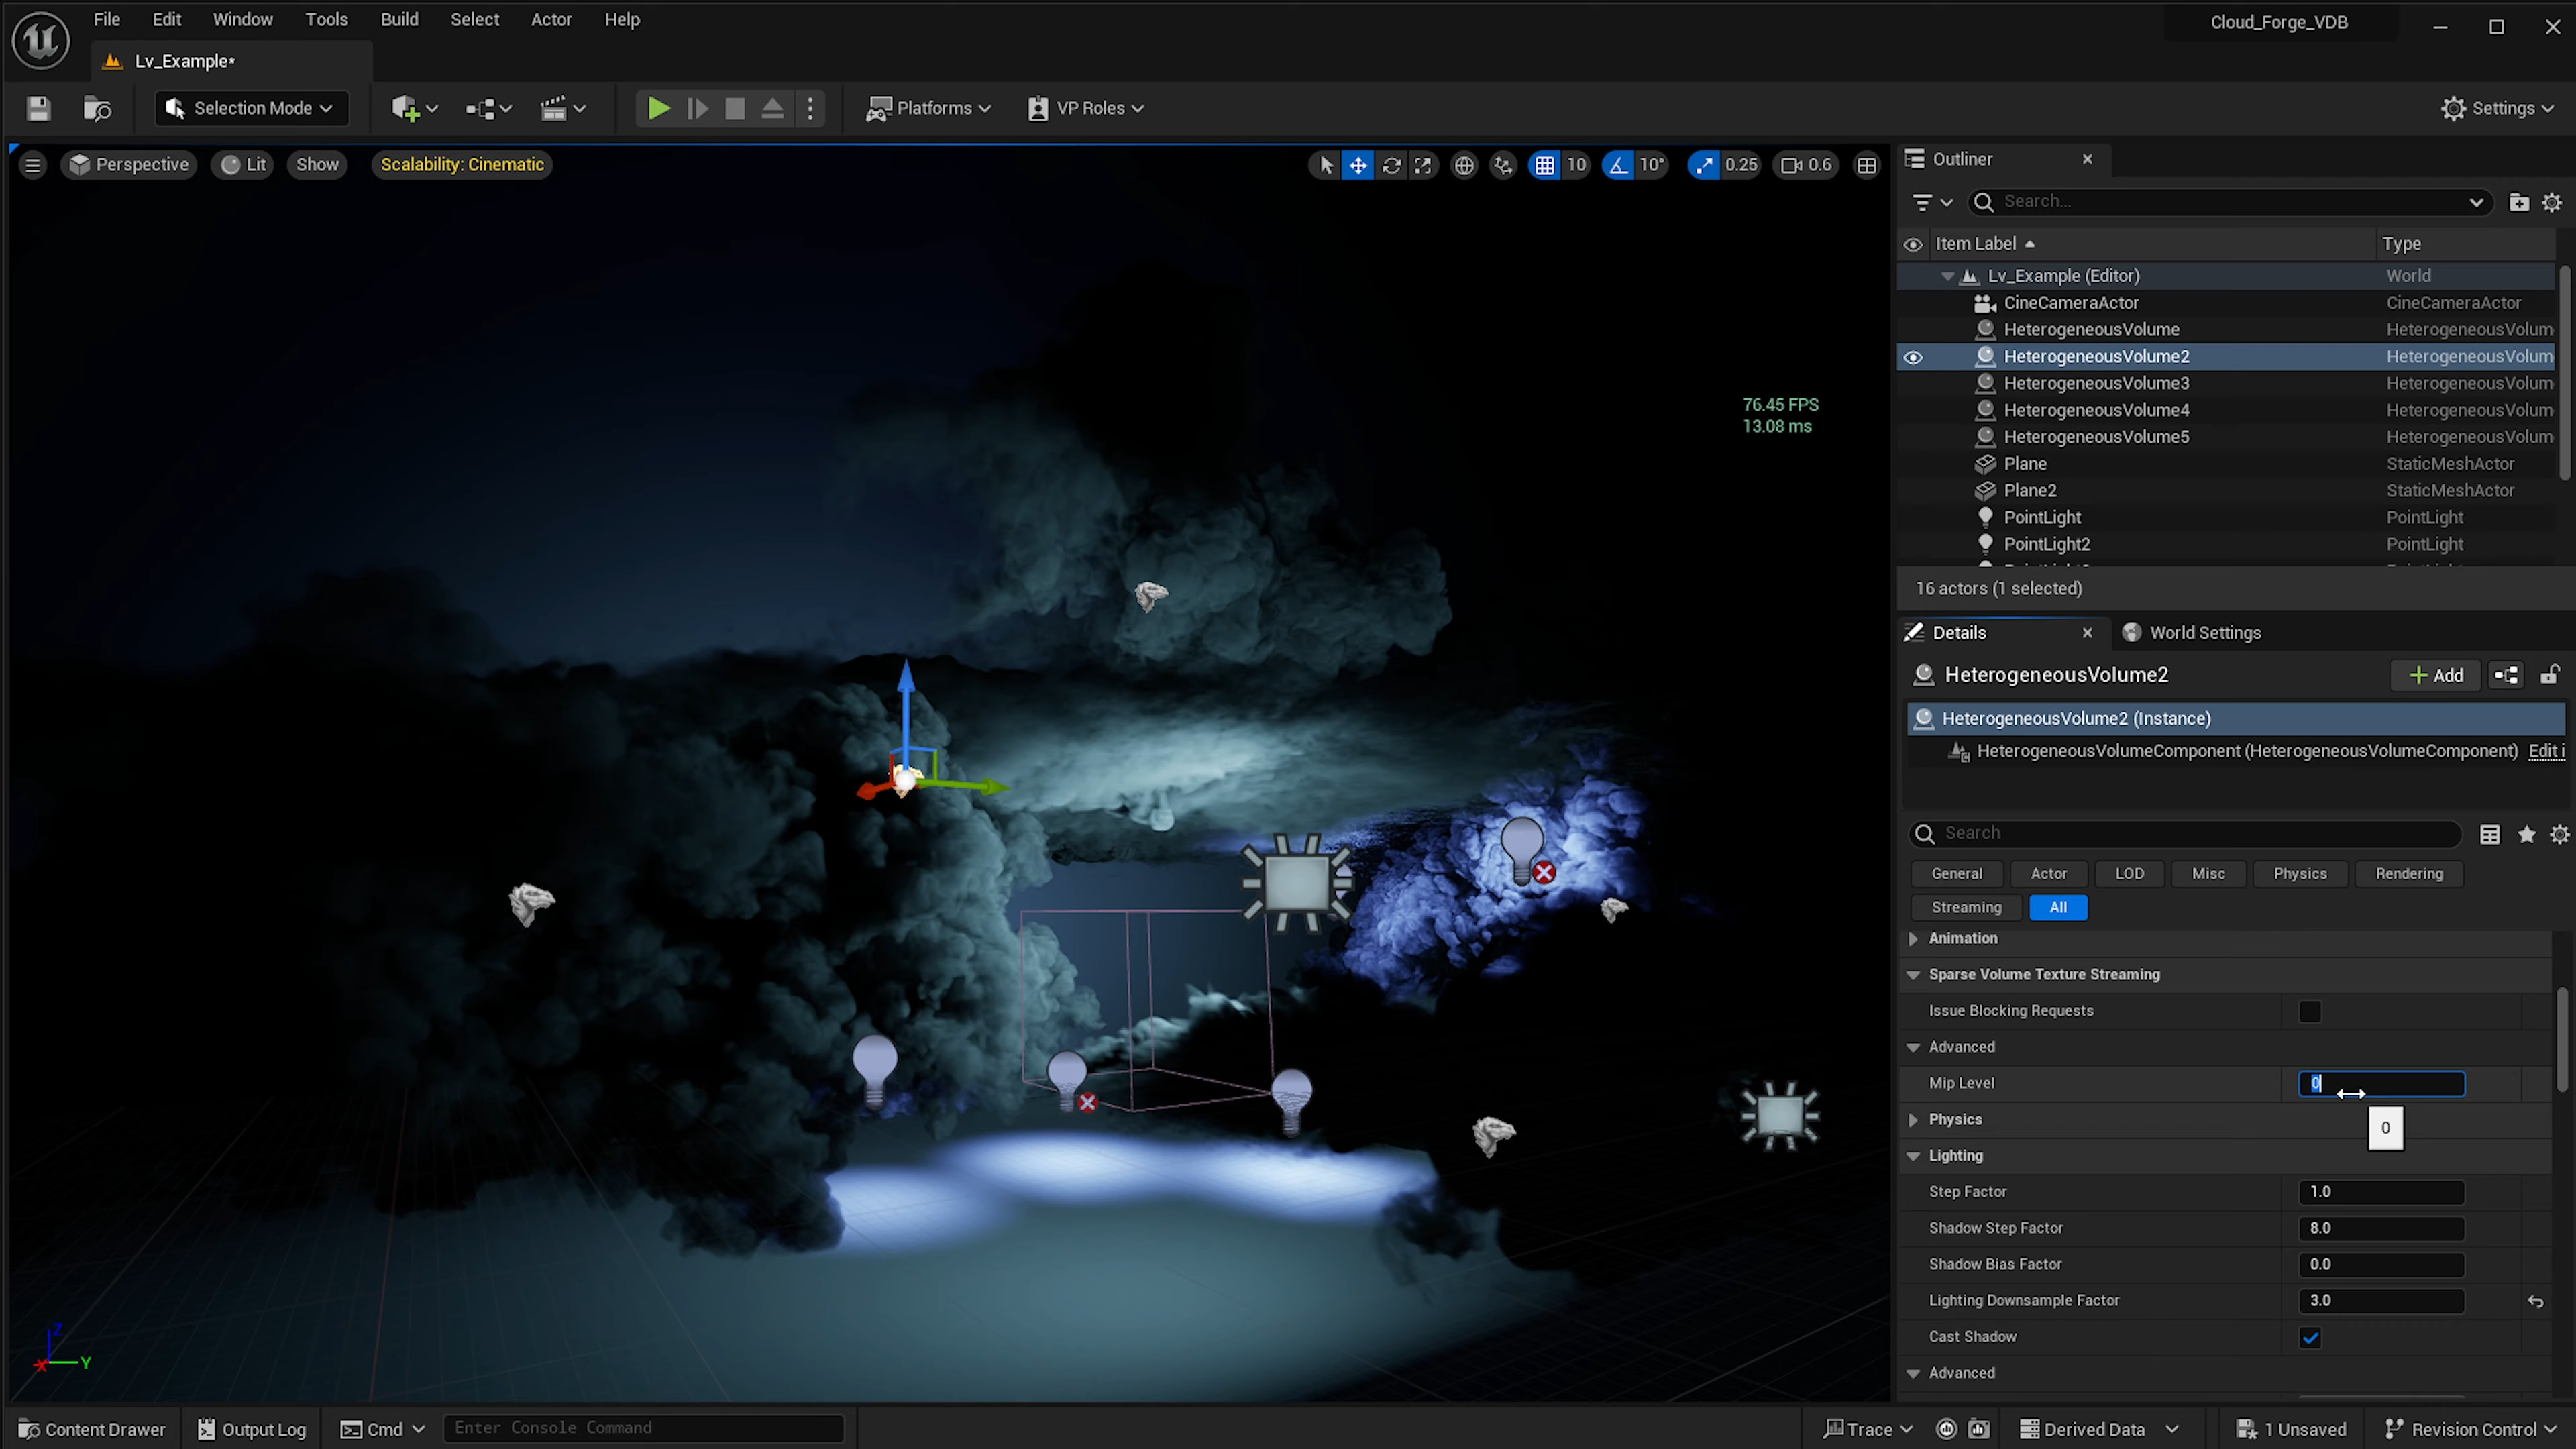 File Edit Window Tools Build Select Actor Help
Cloud_Forge_VDB
Lv_Example*
Selection Mode
Platforms
VP Roles
Settings
Perspective
Lit
Show
Scalability: Cinematic
10
10°
0.25
0.6
76.45 FPS
13.08 ms
Z
X
Y
Outliner
Search...
Item Label Type
Lv_Example (Editor) World
CineCameraActor CineCameraActor
HeterogeneousVolume HeterogeneousVolum
HeterogeneousVolume2 HeterogeneousVolum
HeterogeneousVolume3 HeterogeneousVolum
HeterogeneousVolume4 HeterogeneousVolum
HeterogeneousVolume5 HeterogeneousVolum
Plane StaticMeshActor
Plane2 StaticMeshActor
PointLight PointLight
PointLight2 PointLight
16 actors (1 selected)
Details
World Settings
HeterogeneousVolume2
Add
HeterogeneousVolume2 (Instance)
HeterogeneousVolumeComponent (HeterogeneousVolumeComponent) Edit i
Search
General Actor LOD Misc Physics Rendering
Streaming All
Animation
Sparse Volume Texture Streaming
Issue Blocking Requests
Advanced
Mip Level 0
0
Physics
Lighting
Step Factor 1.0
Shadow Step Factor 8.0
Shadow Bias Factor 0.0
Lighting Downsample Factor 3.0
Cast Shadow
Advanced
Content Drawer
Output Log
Cmd
Enter Console Command
Trace
Derived Data
1 Unsaved
Revision Control